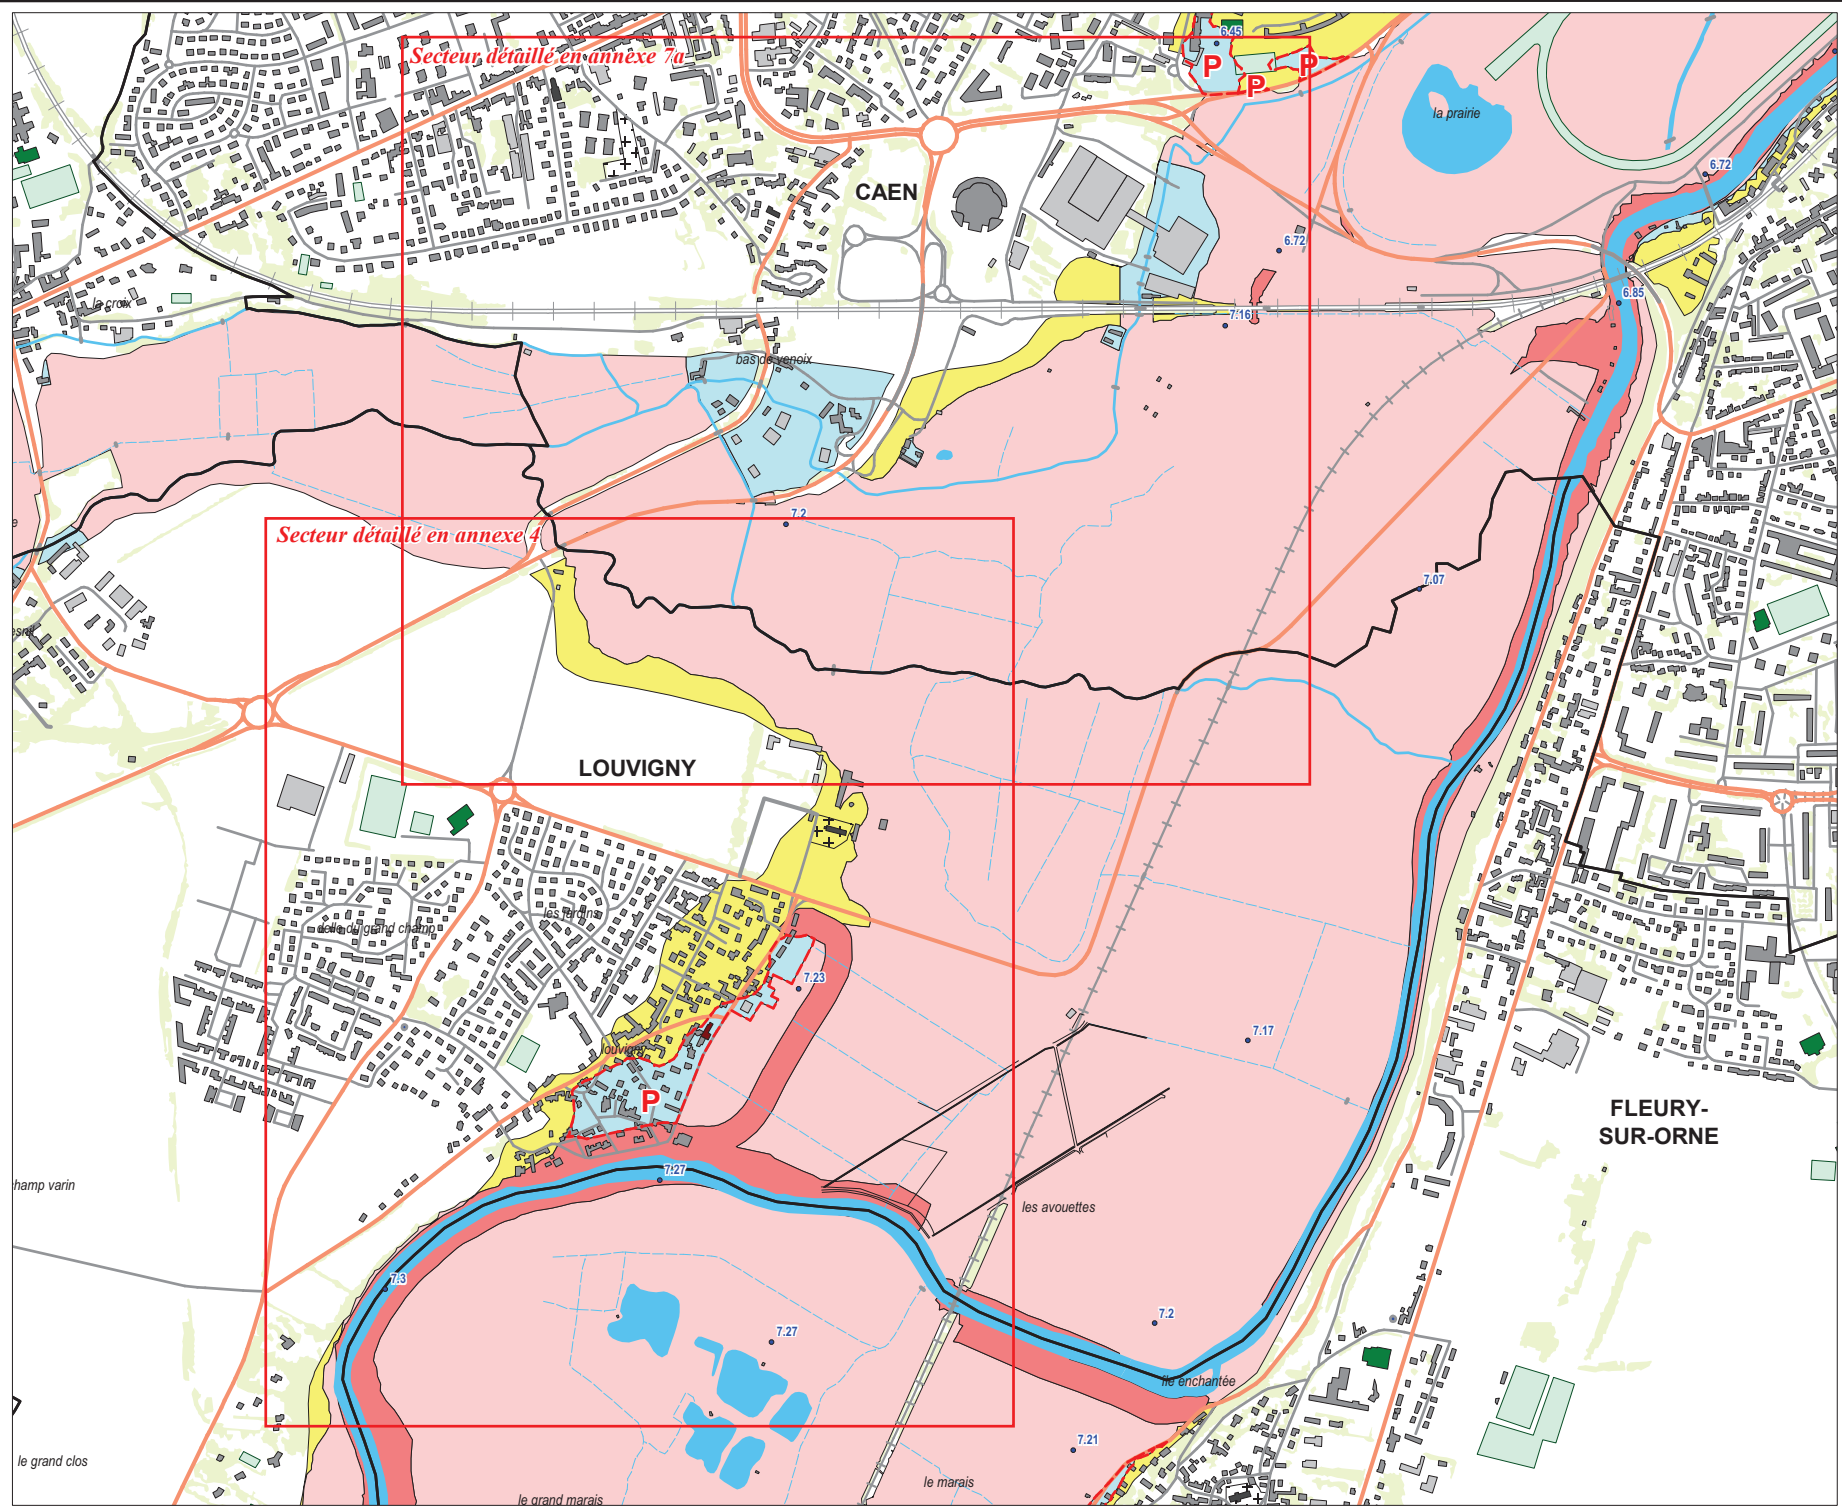 Secteur détaillé en annexe 7a
6.45
P
P
P
la prairie
6.72
CAEN
6.72
la croix
6.85
7.16
bas de venoix
7.2
Secteur détaillé en annexe 4
7.07
LOUVIGNY
les jardins
delle du grand champ
7.23
7.17
louvigny
P
FLEURY-
SUR-ORNE
7.27
champ varin
les avouettes
7.3
7.2
7.27
île enchantée
7.21
le grand clos
le marais
le grand marais